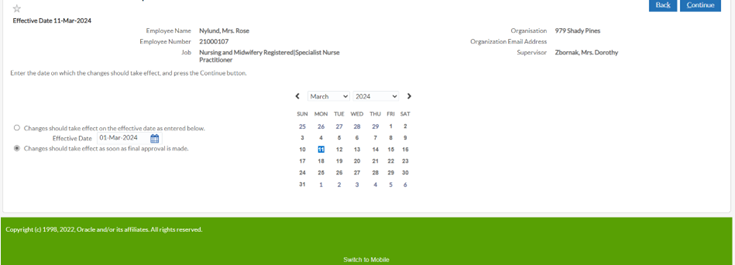 Back Continue
Effective Date 11-Mar-2024
Employee Name Nylund, Mrs. Rose Organisation 979 Shady Pines
Employee Number 21000107 Organization Email Address
Job Nursing and Midwifery Registered|Specialist Nurse Supervisor Zbornak, Mrs. Dorothy
Practitioner
Enter the date on which the changes should take effect, and press the Continue button.
March 2024
SUN MON TUE WED THU FRI SAT
25 26 27 28 29 1 2
3 4 5 6 7 8 9
10 11 12 13 14 15 16
17 18 19 20 21 22 23
24 25 26 27 28 29 30
31 1 2 3 4 5 6
Changes should take effect on the effective date as entered below.
Effective Date 01-Mar-2024
Changes should take effect as soon as final approval is made.
Copyright (c) 1998, 2022, Oracle and/or its affiliates. All rights reserved.
Switch to Mobile